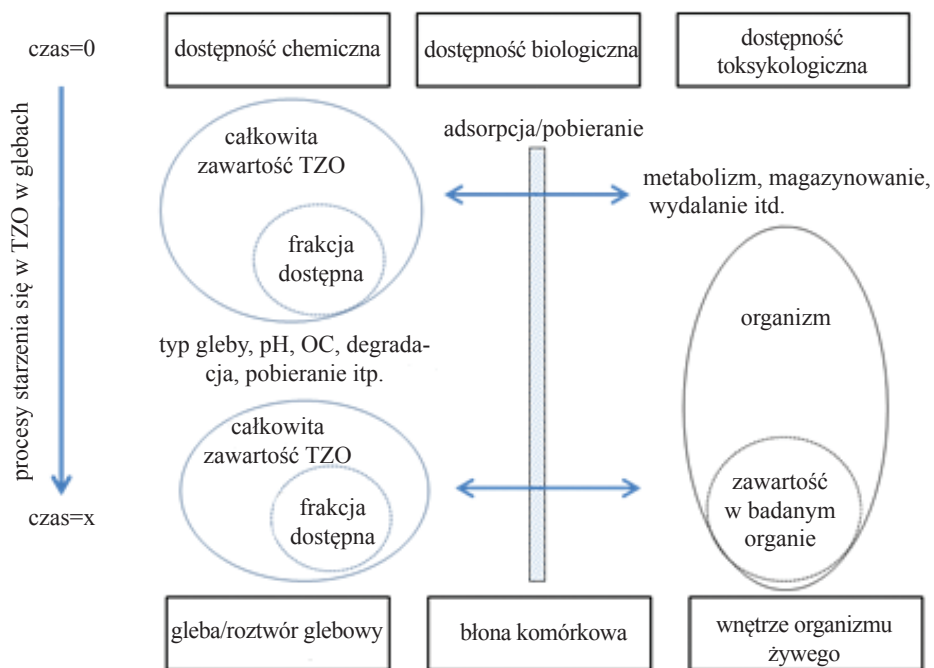 czas=0
dostępność chemiczna
dostępność biologiczna
dostępność
toksykologiczna
procesy starzenia się w TZO w glebach
całkowita
zawartość TZO
frakcja
dostępna
adsorpcja/pobieranie
metabolizm, magazynowanie,
wydalanie itd.
typ gleby, pH, OC, degrada-
cja, pobieranie itp.
organizm
całkowita
zawartość TZO
frakcja
dostępna
zawartość
w badanym
organie
czas=x
gleba/roztwór glebowy
błona komórkowa
wnętrze organizmu
żywego